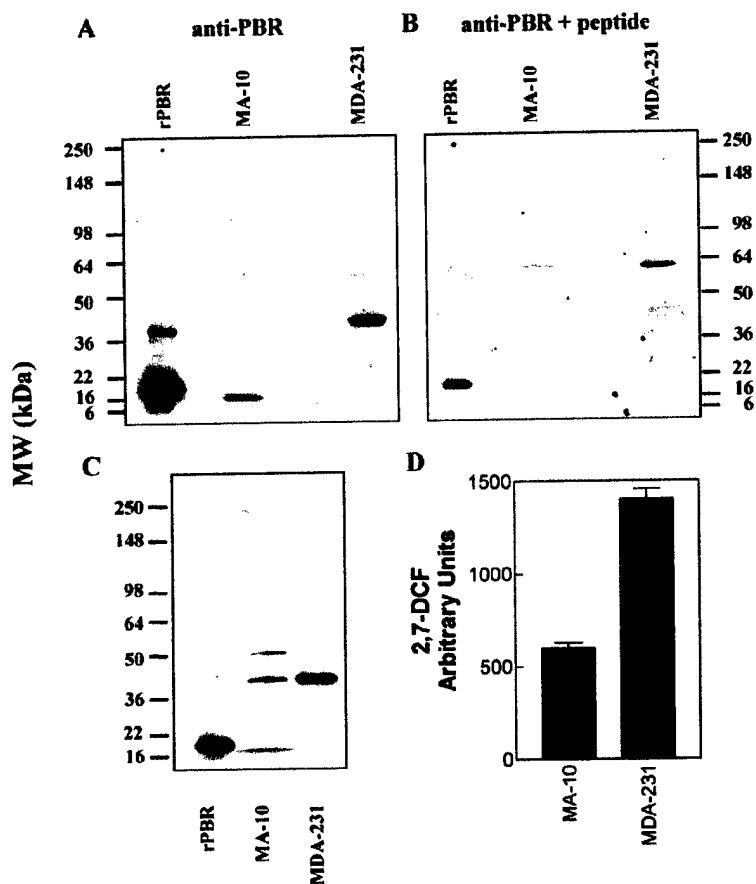 A
anti-PBR
B
anti-PBR + peptide
rPBR
MA-10
MDA-231
rPBR
MA-10
MDA-231
250
148
98
64
50
36
22
16
6
250
148
98
64
50
36
22
16
6
MW (kDa)
C
250
148
98
64
50
36
22
16
rPBR
MA-10
MDA-231
D
2,7-DCF
Arbitrary Units
1500
1000
500
0
MA-10
MDA-231